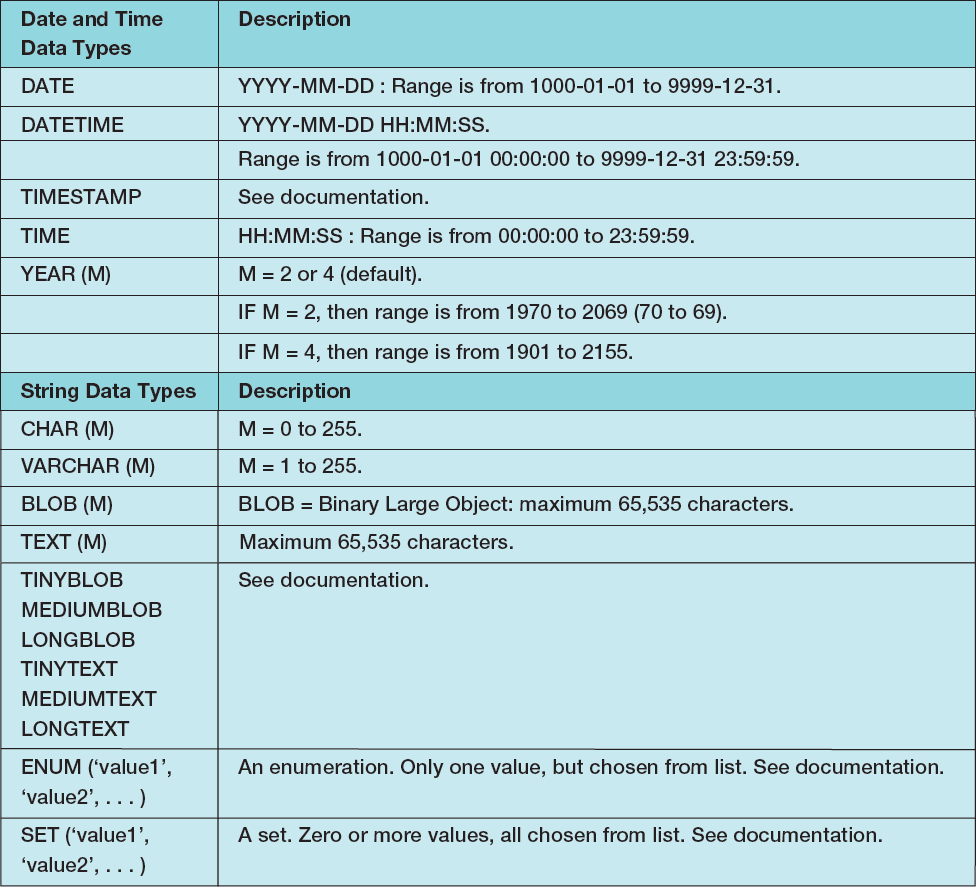 Date and Time Data Types Description
DATE YYYY-MM-DD : Range is from 1000-01-01 to 9999-12-31.
DATETIME YYYY-MM-DD HH:MM:SS.
Range is from 1000-01-01 00:00:00 to 9999-12-31 23:59:59.
TIMESTAMP See documentation.
TIME HH:MM:SS : Range is from 00:00:00 to 23:59:59.
YEAR (M) M = 2 or 4 (default).
IF M = 2, then range is from 1970 to 2069 (70 to 69).
IF M = 4, then range is from 1901 to 2155.
String Data Types Description
CHAR (M) M = 0 to 255.
VARCHAR (M) M = 1 to 255.
BLOB (M) BLOB = Binary Large Object: maximum 65,535 characters.
TEXT (M) Maximum 65,535 characters.
TINYBLOB See documentation.
MEDIUMBLOB
LONGBLOB
TINYTEXT
MEDIUMTEXT
LONGTEXT
ENUM (‘value1’, An enumeration. Only one value, but chosen from list. See documentation.
‘value2’, . . . )
SET (‘value1’, A set. Zero or more values, all chosen from list. See documentation.
‘value2’, . . . )